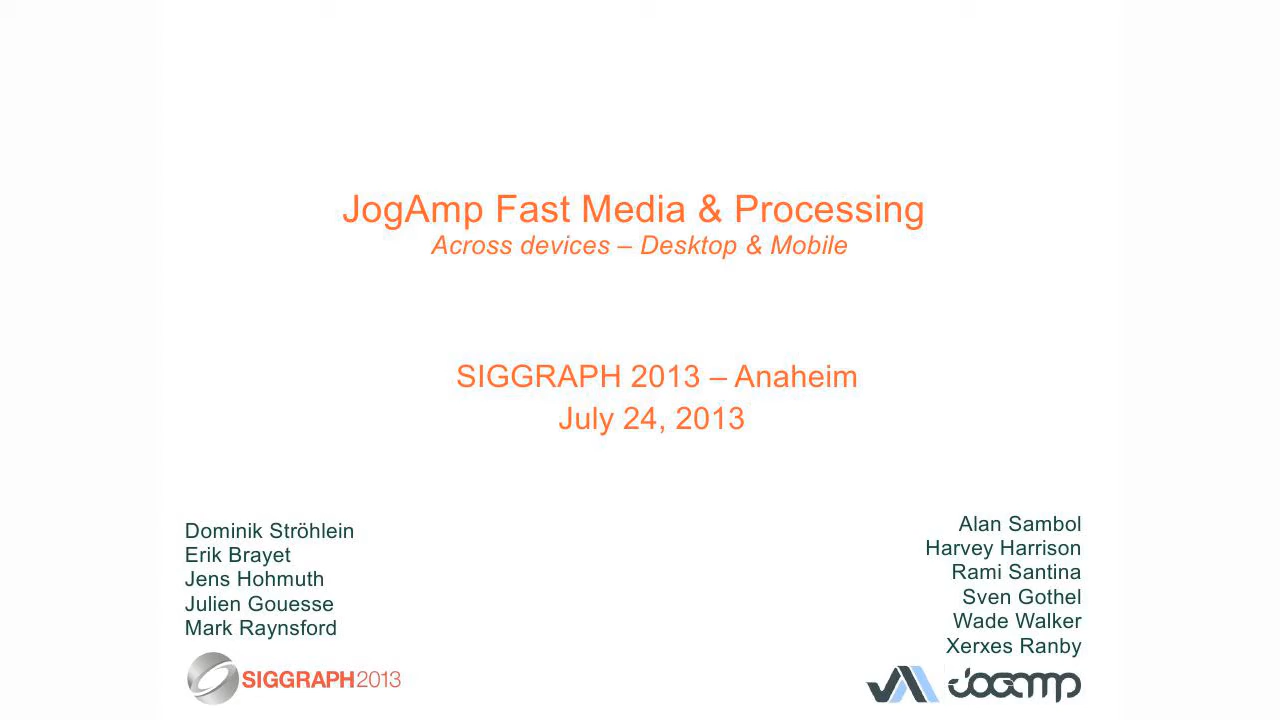 JogAmp Fast Media & Processing
Across devices – Desktop & Mobile
SIGGRAPH 2013 – Anaheim
July 24, 2013
Dominik Ströhlein
Erik Brayet
Jens Hohmuth
Julien Gouesse
Mark Raynsford
SIGGRAPH2013
Alan Sambol
Harvey Harrison
Rami Santina
Sven Gothel
Wade Walker
Xerxes Ranby
JogAmp